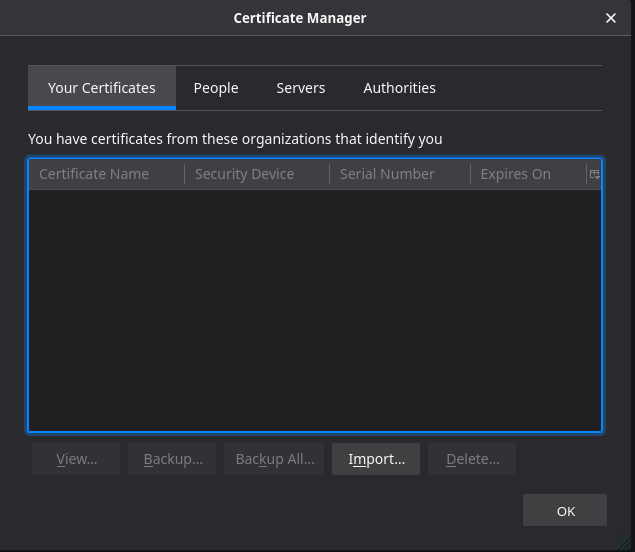 Certificate Manager
Your Certificates People Servers Authorities
You have certificates from these organizations that identify you
Certificate Name Security Device Serial Number Expires On
View... Backup... Backup All... Import... Delete...
OK